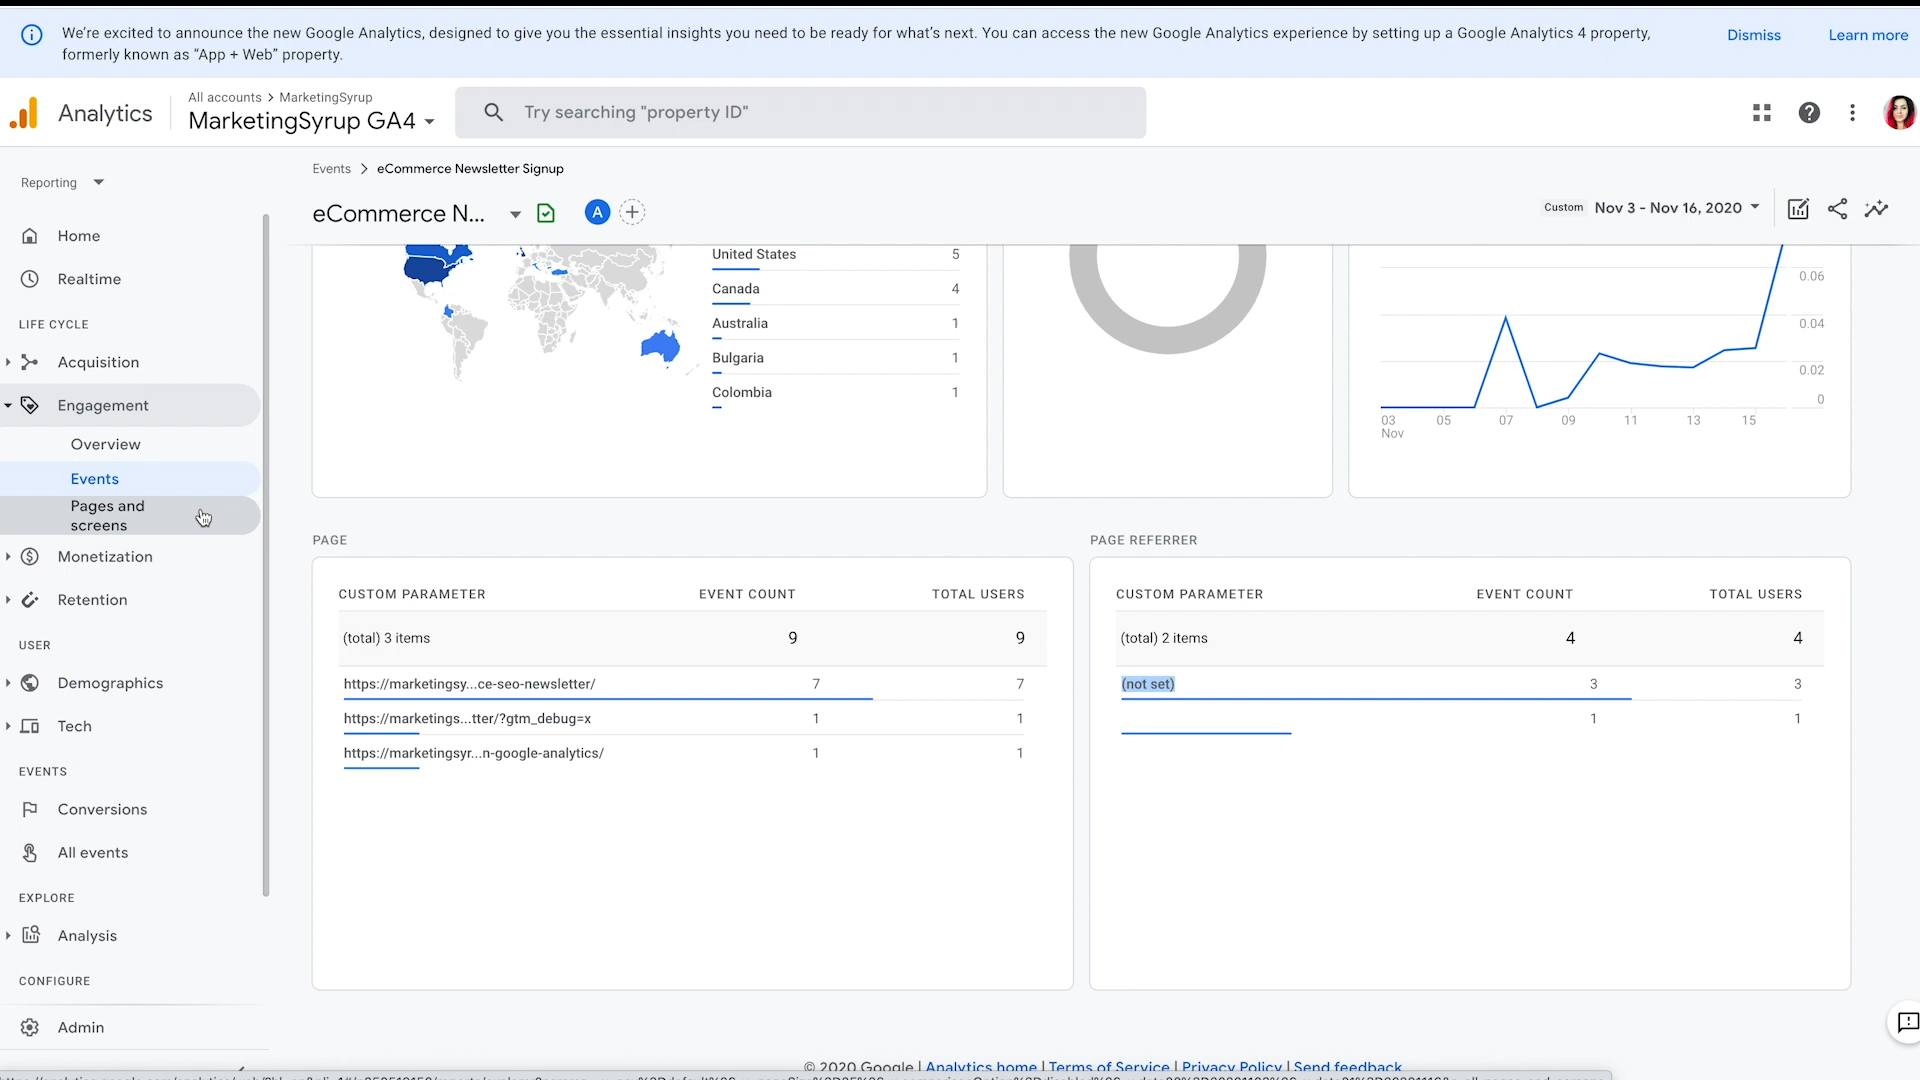 We're excited to announce the new Google Analytics, designed to give you the essential insights you need to be ready for what's next. You can access the new Google Analytics experience by setting up a Google Analytics 4 property,
formerly known as "App + Web" property.
Dismiss
Learn more
Analytics
All accounts > MarketingSyrup
MarketingSyrup GA4
Try searching "property ID"
Reporting
Home
Realtime
LIFE CYCLE
Acquisition
Engagement
Overview
Events
Pages and
screens
Monetization
Retention
USER
Demographics
Tech
EVENTS
Conversions
All events
EXPLORE
Analysis
CONFIGURE
Admin
Events > eCommerce Newsletter Signup
eCommerce N...
A
Custom Nov 3 - Nov 16, 2020
United States 5
Canada 4
Australia 1
Bulgaria 1
Colombia 1
0.06
0.04
0.02
0
03 05 07 09 11 13 15
Nov
PAGE
CUSTOM PARAMETER EVENT COUNT TOTAL USERS
(total) 3 items 9 9
https://marketingsy...ce-seo-newsletter/ 7 7
https://marketings...tter/?gtm_debug=x 1 1
https://marketingsyr...n-google-analytics/ 1 1
PAGE REFERRER
CUSTOM PARAMETER EVENT COUNT TOTAL USERS
(total) 2 items 4 4
(not set) 3 3
1 1
© 2020 Google | Analytics home | Terms of Service | Privacy Policy | Send feedback